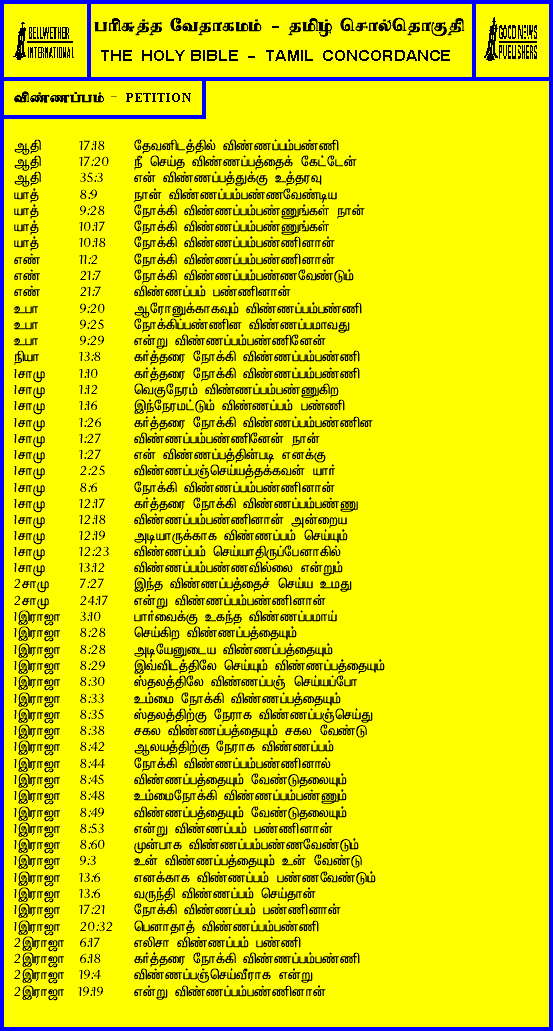 BELLWETHER
INTERNATIONAL
பரிசுத்த வேதாகமம் - தமிழ் சொல்தொகுதி
THE HOLY BIBLE - TAMIL CONCORDANCE
GOOD NEWS
PUBLISHERS
விண்ணப்பம் - PETITION
ஆதி 17:18 தேவனிடத்தில் விண்ணப்பம்பண்ணி
ஆதி 17:20 நீ செய்த விண்ணப்பத்தைக் கேட்டேன்
ஆதி 35:3 என் விண்ணப்பத்துக்கு உத்தரவு
யாத் 8:9 நான் விண்ணப்பம்பண்ணவேண்டிய
யாத் 9:28 நோக்கி விண்ணப்பம்பண்ணுங்கள் நான்
யாத் 10:17 நோக்கி விண்ணப்பம்பண்ணுங்கள்
யாத் 10:18 நோக்கி விண்ணப்பம்பண்ணினான்
எண் 11:2 நோக்கி விண்ணப்பம்பண்ணினான்
எண் 21:7 நோக்கி விண்ணப்பம்பண்ணவேண்டும்
எண் 21:7 விண்ணப்பம் பண்ணினான்
உபா 9:20 ஆரோனுக்காகவும் விண்ணப்பம்பண்ணி
உபா 9:25 நோக்கிப்பண்ணின விண்ணப்பமாவது
உபா 9:29 என்று விண்ணப்பம்பண்ணினேன்
நியா 13:8 கர்த்தரை நோக்கி விண்ணப்பம்பண்ணி
1சாமு 1:10 கர்த்தரை நோக்கி விண்ணப்பம்பண்ணி
1சாமு 1:12 வெகுநேரம் விண்ணப்பம்பண்ணுகிற
1சாமு 1:16 இந்நேரமட்டும் விண்ணப்பம் பண்ணி
1சாமு 1:26 கர்த்தரை நோக்கி விண்ணப்பம்பண்ணின
1சாமு 1:27 விண்ணப்பம்பண்ணினேன் நான்
1சாமு 1:27 என் விண்ணப்பத்தின்படி எனக்கு
1சாமு 2:25 விண்ணப்பஞ்செய்யத்தக்கவன் யார்
1சாமு 8:6 நோக்கி விண்ணப்பம்பண்ணினான்
1சாமு 12:17 கர்த்தரை நோக்கி விண்ணப்பம்பண்ணு
1சாமு 12:18 விண்ணப்பம்பண்ணினான் அன்றைய
1சாமு 12:19 அடியாருக்காக விண்ணப்பம் செய்யும்
1சாமு 12:23 விண்ணப்பம் செய்யாதிருப்பேனாகில்
1சாமு 13:12 விண்ணப்பம்பண்ணவில்லை என்றும்
2சாமு 7:27 இந்த விண்ணப்பத்தைச் செய்ய உமது
2சாமு 24:17 என்று விண்ணப்பம்பண்ணினான்
1இராஜா 3:10 பார்வைக்கு உகந்த விண்ணப்பமாய்
1இராஜா 8:28 செய்கிற விண்ணப்பத்தையும்
1இராஜா 8:28 அடியேனுடைய விண்ணப்பத்தையும்
1இராஜா 8:29 இவ்விடத்திலே செய்யும் விண்ணப்பத்தையும்
1இராஜா 8:30 ஸ்தலத்திலே விண்ணப்பஞ் செய்யப்போ
1இராஜா 8:33 உம்மை நோக்கி விண்ணப்பத்தையும்
1இராஜா 8:35 ஸ்தலத்திற்கு நேராக விண்ணப்பஞ்செய்து
1இராஜா 8:38 சகல விண்ணப்பத்தையும் சகல வேண்டு
1இராஜா 8:42 ஆலயத்திற்கு நேராக விண்ணப்பம்
1இராஜா 8:44 நோக்கி விண்ணப்பம்பண்ணினால்
1இராஜா 8:45 விண்ணப்பத்தையும் வேண்டுதலையும்
1இராஜா 8:48 உம்மைநோக்கி விண்ணப்பம்பண்ணும்
1இராஜா 8:49 விண்ணப்பத்தையும் வேண்டுதலையும்
1இராஜா 8:53 என்று விண்ணப்பம் பண்ணினான்
1இராஜா 8:60 முன்பாக விண்ணப்பம்பண்ணவேண்டும்
1இராஜா 9:3 உன் விண்ணப்பத்தையும் உன் வேண்டு
1இராஜா 13:6 எனக்காக விண்ணப்பம் பண்ணவேண்டும்
1இராஜா 13:6 வருந்தி விண்ணப்பம் செய்தான்
1இராஜா 17:21 நோக்கி விண்ணப்பம் பண்ணினான்
1இராஜா 20:32 பெனாதாத் விண்ணப்பம்பண்ணி
2இராஜா 6:17 எலிசா விண்ணப்பம் பண்ணி
2இராஜா 6:18 கர்த்தரை நோக்கி விண்ணப்பம்பண்ணி
2இராஜா 19:4 விண்ணப்பஞ்செய்வீராக என்று
2இராஜா 19:19 என்று விண்ணப்பம்பண்ணினான்